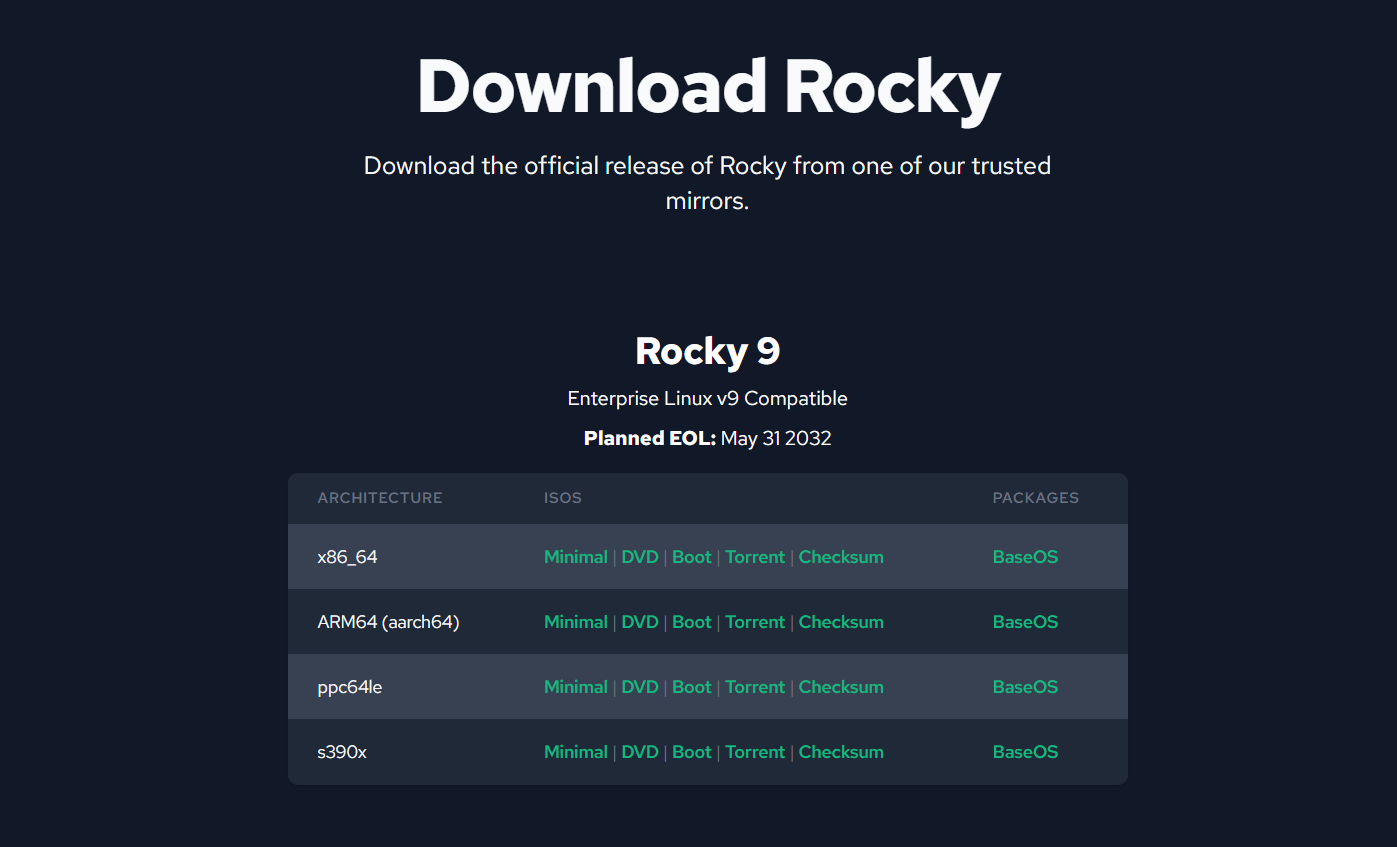 Download Rocky
Download the official release of Rocky from one of our trusted
mirrors.
Rocky 9
Enterprise Linux v9 Compatible
Planned EOL: May 31 2032
ARCHITECTURE ISOS PACKAGES
x86_64 Minimal | DVD | Boot | Torrent | Checksum BaseOS
ARM64 (aarch64) Minimal | DVD | Boot | Torrent | Checksum BaseOS
ppc64le Minimal | DVD | Boot | Torrent | Checksum BaseOS
s390x Minimal | DVD | Boot | Torrent | Checksum BaseOS